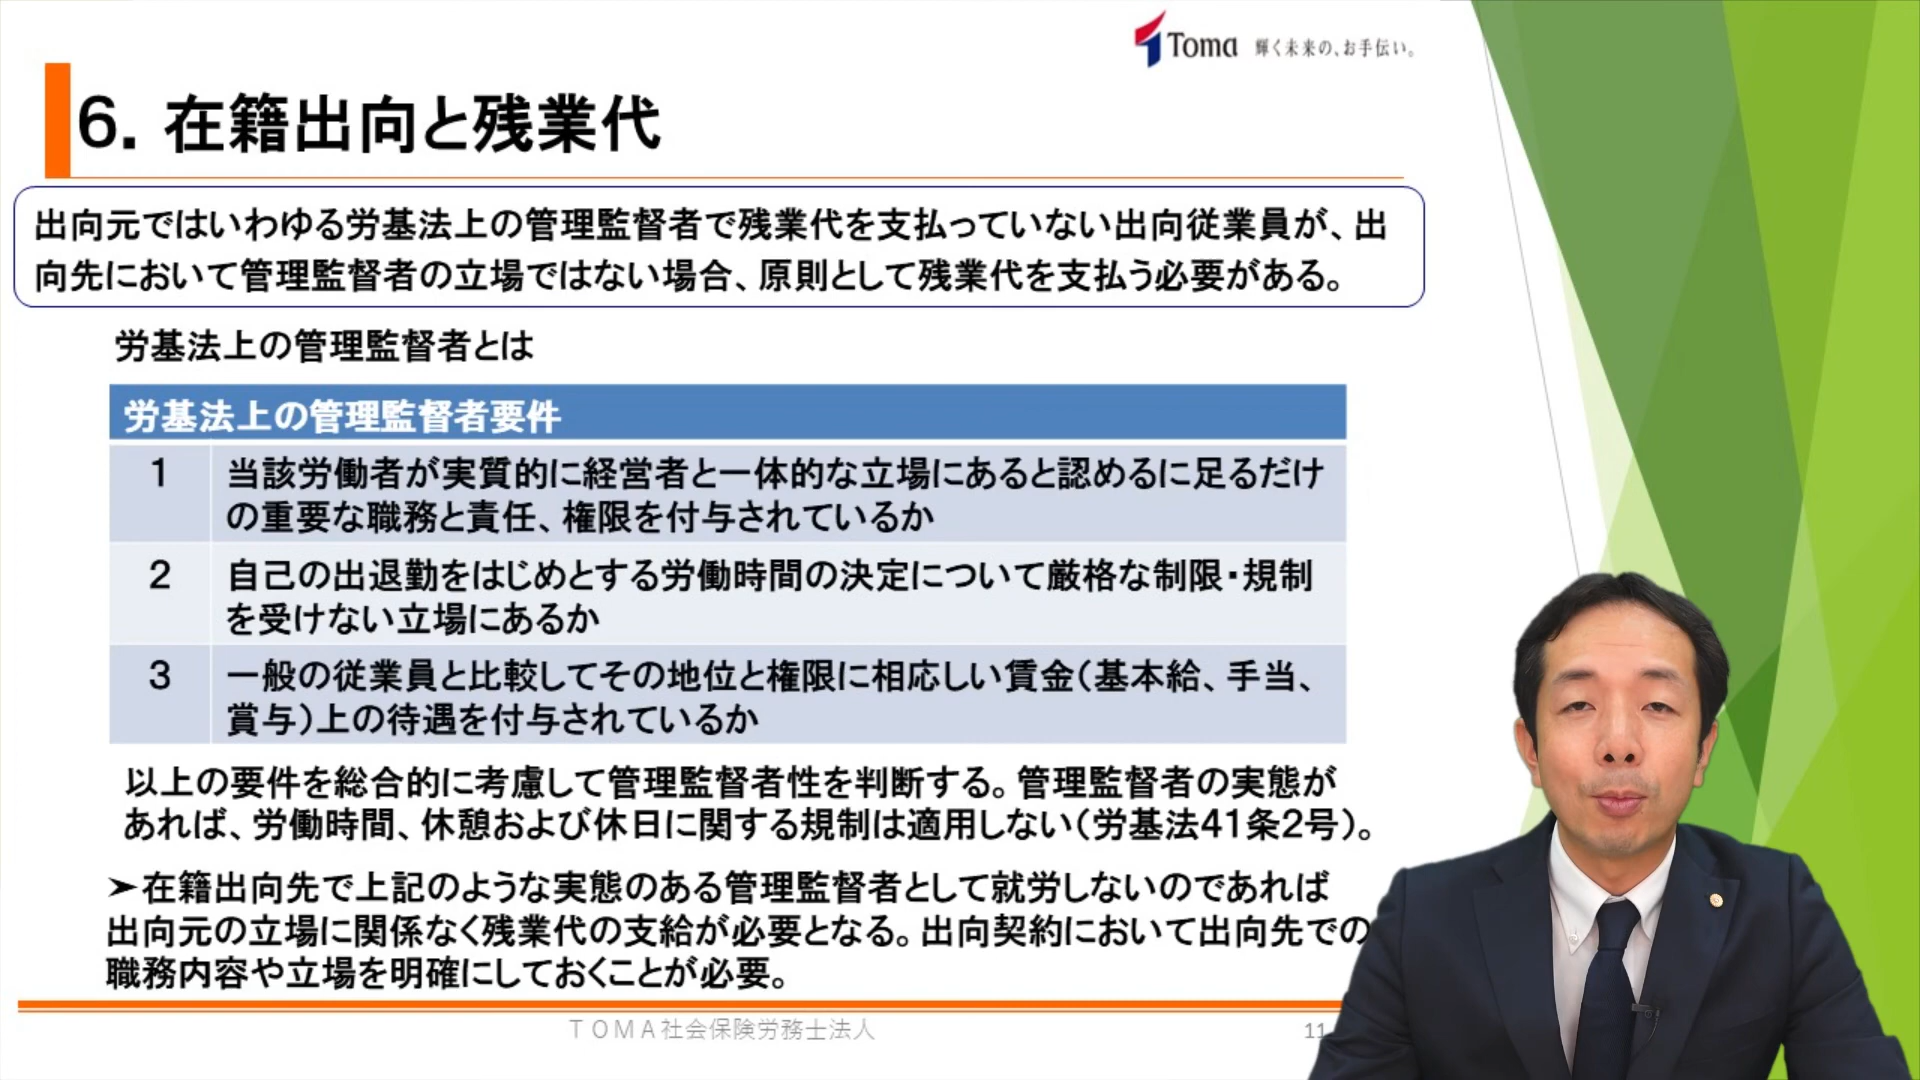 Toma 輝く未来の、お手伝い。
6. 在籍出向と残業代
出向元ではいわゆる労基法上の管理監督者で残業代を支払っていない出向従業員が、出
向先において管理監督者の立場ではない場合、原則として残業代を支払う必要がある。
労基法上の管理監督者とは
労基法上の管理監督者要件
1 当該労働者が実質的に経営者と一体的な立場にあると認めるに足るだけ
の重要な職務と責任、権限を付与されているか
2 自己の出退勤をはじめとする労働時間の決定について厳格な制限・規制
を受けない立場にあるか
3 一般の従業員と比較してその地位と権限に相応しい賃金(基本給、手当、
賞与)上の待遇を付与されているか
以上の要件を総合的に考慮して管理監督者性を判断する。管理監督者の実態が
あれば、労働時間、休憩および休日に関する規制は適用しない(労基法41条2号)。
➤在籍出向先で上記のような実態のある管理監督者として就労しないのであれば
出向元の立場に関係なく残業代の支給が必要となる。出向契約において出向先での
職務内容や立場を明確にしておくことが必要。
TOMA社会保険労務士法人
11